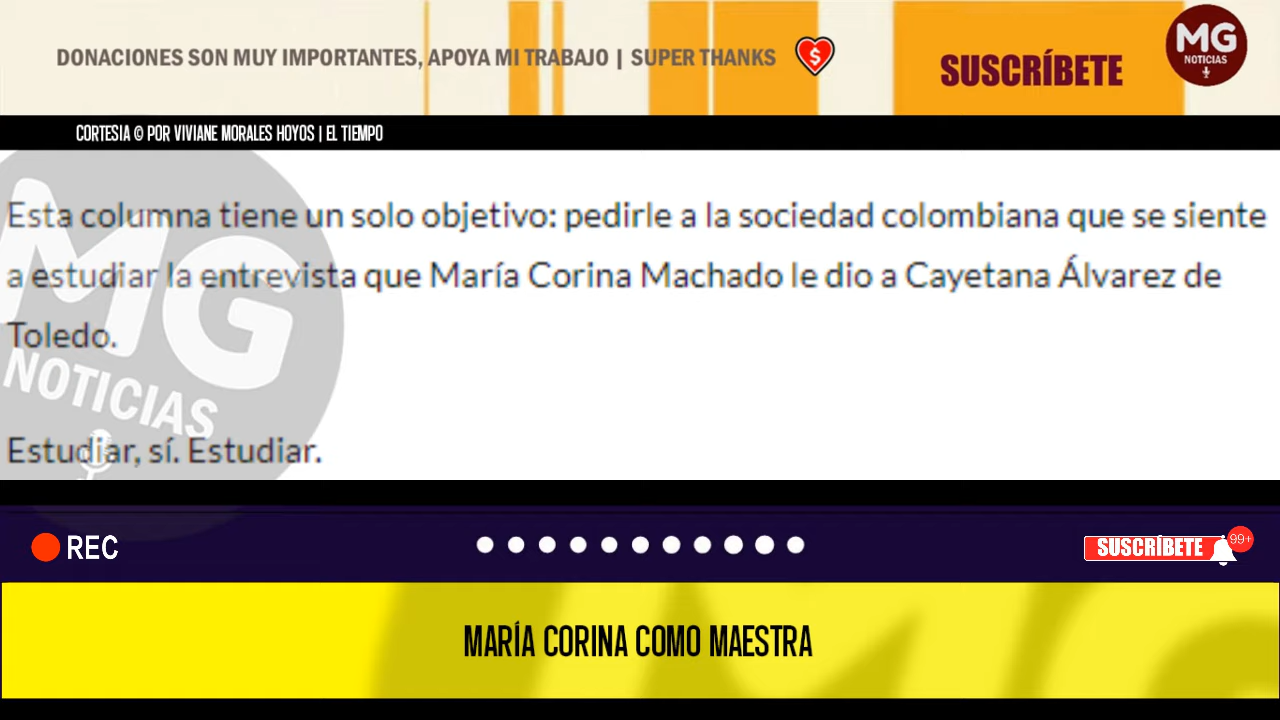 DONACIONES SON MUY IMPORTANTES, APOYA MI TRABAJO | SUPER THANKS
$
SUSCRÍBETE
MG
NOTICIAS
CORTESIA © POR VIVIANE MORALES HOYOS | EL TIEMPO
Esta columna tiene un solo objetivo: pedirle a la sociedad colombiana que se siente
a estudiar la entrevista que María Corina Machado le dio a Cayetana Álvarez de
Toledo.
Estudiar, sí. Estudiar.
MG
NOTICIAS
REC
SUSCRÍBETE
99+
MARÍA CORINA COMO MAESTRA